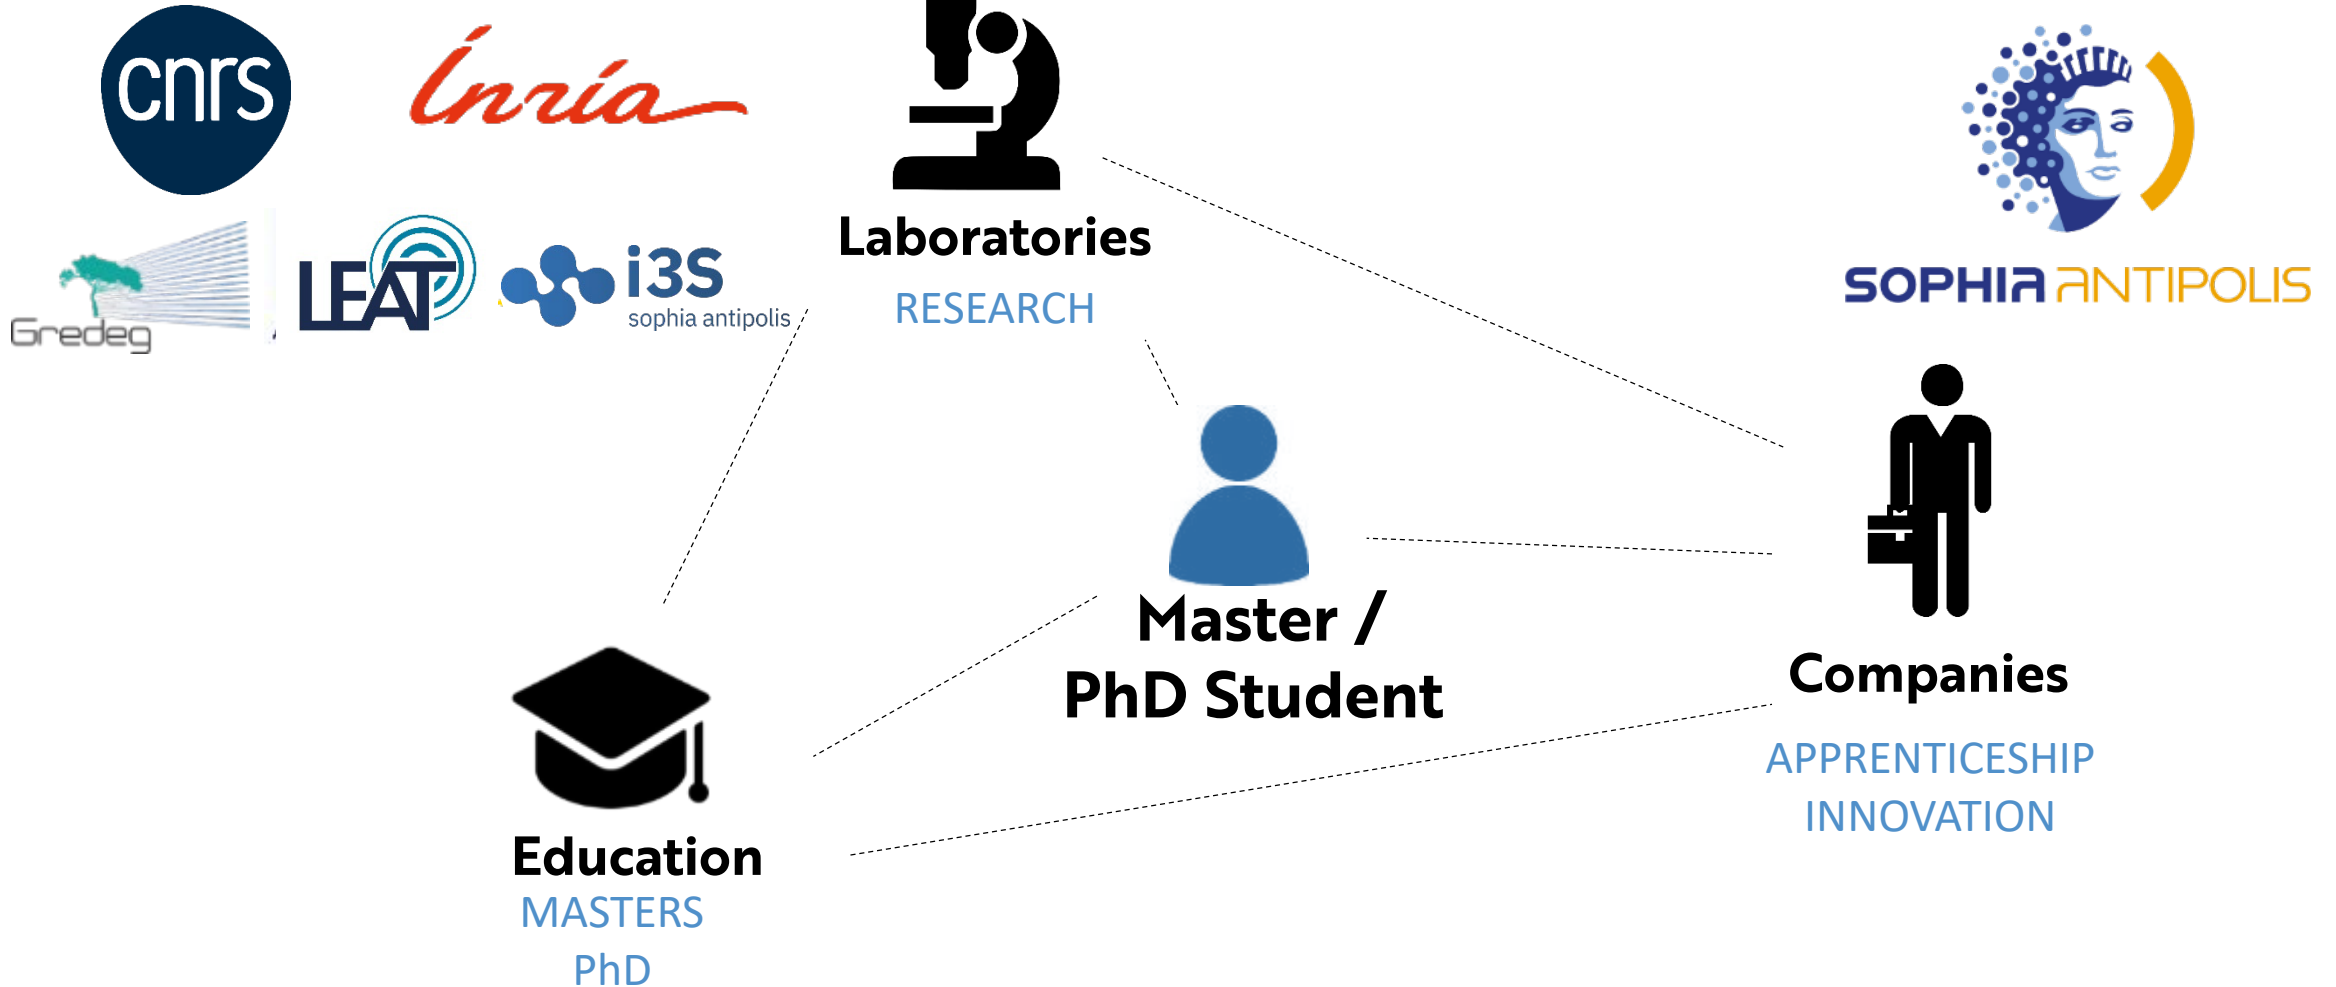 cnrs
Inria
Gredeg
LEAT
i3S
sophia antipolis
Laboratories
RESEARCH
SOPHIA ANTIPOLIS
Master /
PhD Student
Companies
APPRENTICESHIP
INNOVATION
Education
MASTERS
PhD